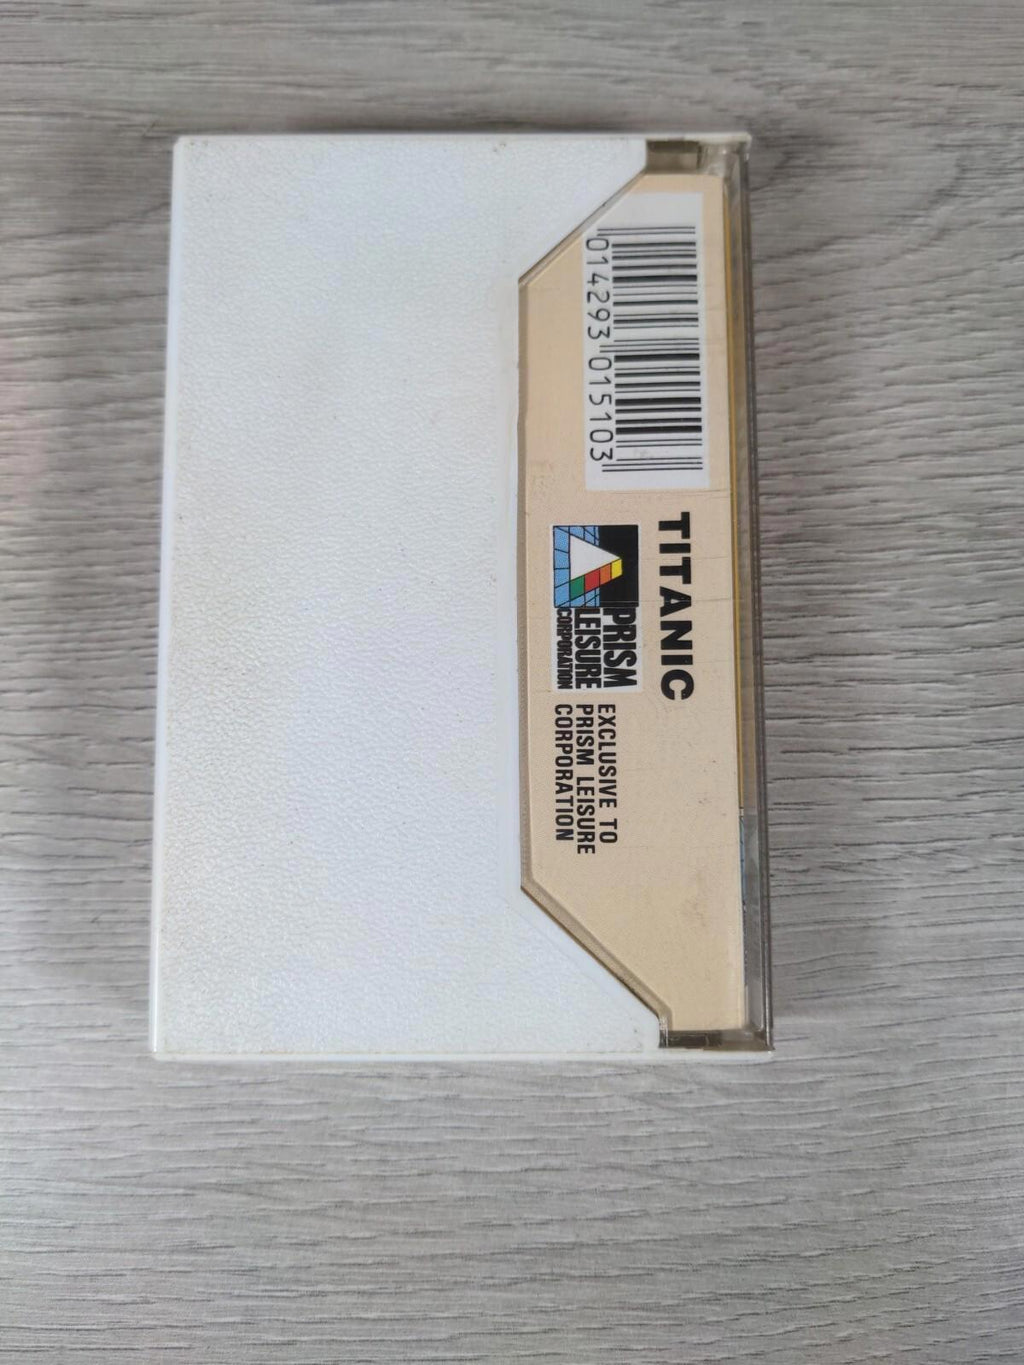 014293 015103
TITANIC
PRISM
LEISURE
CORPORATION
EXCLUSIVE TO
PRISM LEISURE
CORPORATION